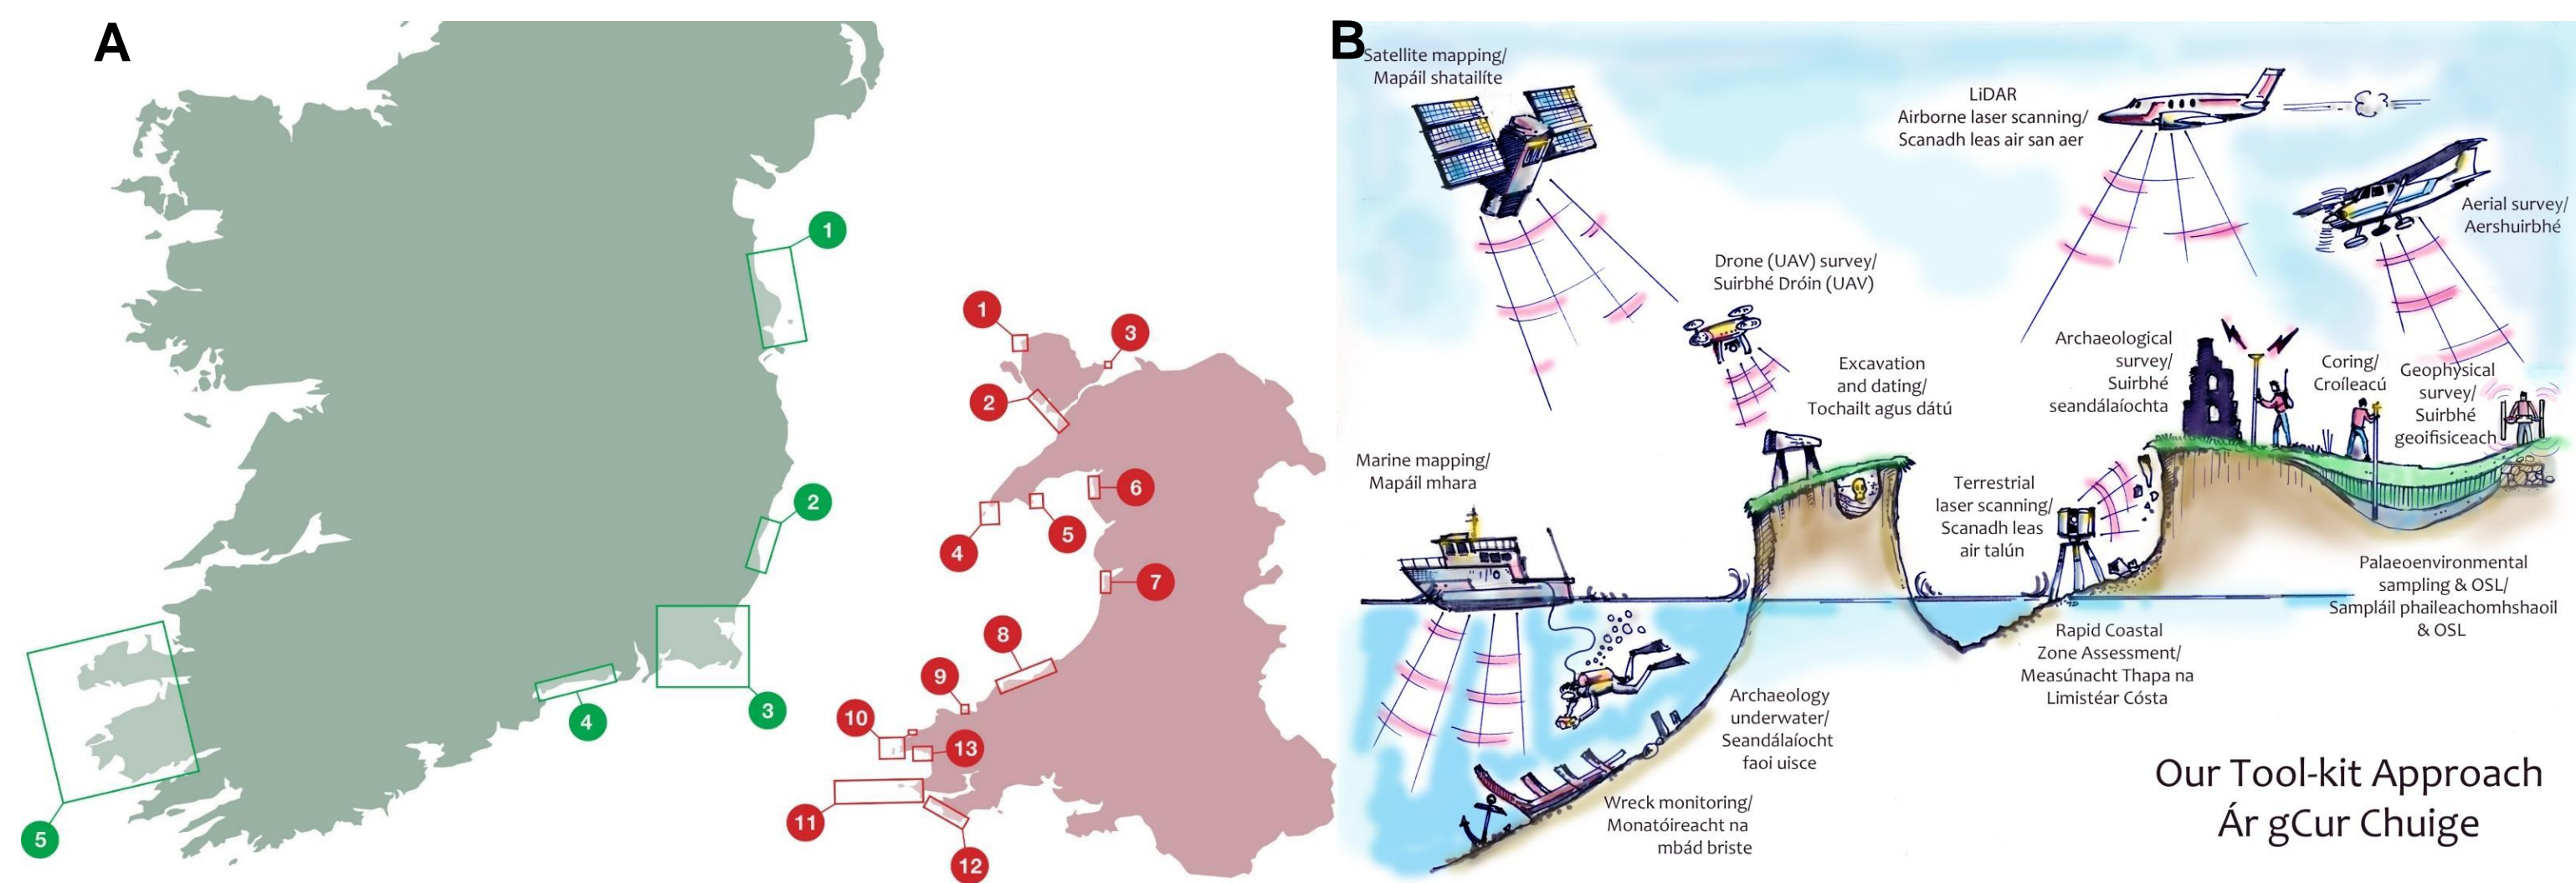 A
1
2
3
4
5
1
2
3
4
5
6
7
8
9
10
11
12
13
B
Satellite mapping/
Mapáil shatailíte
LiDAR
Airborne laser scanning/
Scanadh leas air san aer
Aerial survey/
Aershuirbhé
Drone (UAV) survey/
Suirbhé Dróin (UAV)
Excavation
and dating/
Tochailt agus dátú
Archaeological
survey/
Suirbhé
seandálaíochta
Coring/
Croíleacú
Geophysical
survey/
Suirbhé
geoifisiceach
Marine mapping/
Mapáil mhara
Terrestrial
laser scanning/
Scanadh leas
air talún
Palaeoenvironmental
sampling & OSL/
Sampláil phaileachomhshaoil
& OSL
Rapid Coastal
Zone Assessment/
Measúnacht Thapa na
Limistéar Cósta
Archaeology
underwater/
Seandálaíocht
faoi uisce
Wreck monitoring/
Monatóireacht na
mbád briste
Our Tool-kit Approach
Ár gCur Chuige